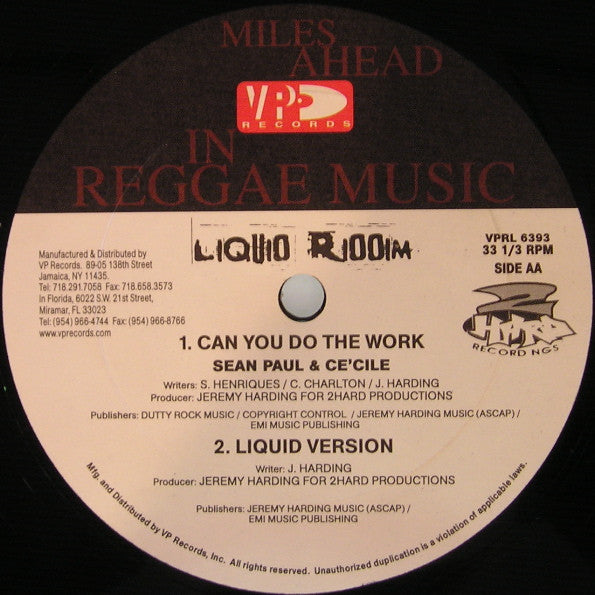 MILES
AHEAD
VP
RECORDS
IN
REGGAE MUSIC
LIQUID RIDDIM
VPRL 6393
33 1/3 RPM
SIDE AA
Manufactured & Distributed by
VP Records. 89-05 138th Street
Jamaica, NY 11435.
Tel: 718.291.7058 Fax: 718.658.3573
In Florida, 6022 S.W. 21st Street,
Miramar, FL 33023
Tel: (954) 966-4744 Fax: (954) 966-8766
www.vprecords.com
2 HARD
RECORDINGS
1. CAN YOU DO THE WORK
SEAN PAUL & CE'CILE
Writers: S. HENRIQUES / C. CHARLTON / J. HARDING
Producer: JEREMY HARDING FOR 2HARD PRODUCTIONS
Publishers: DUTTY ROCK MUSIC / COPYRIGHT CONTROL / JEREMY HARDING MUSIC (ASCAP) /
EMI MUSIC PUBLISHING
2. LIQUID VERSION
Writer: J. HARDING
Producer: JEREMY HARDING FOR 2HARD PRODUCTIONS
Publishers: JEREMY HARDING MUSIC (ASCAP) /
EMI MUSIC PUBLISHING
Mfg. and Distributed by VP Records, Inc. All rights reserved. Unauthorized duplication is a violation of applicable laws.